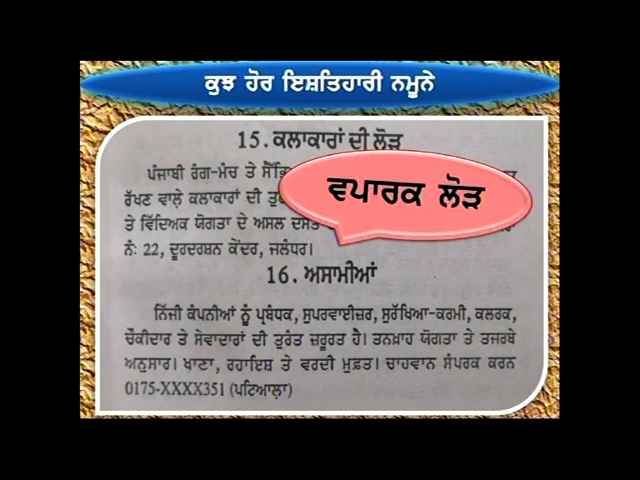 ਕੁਝ ਹੋਰ ਇਸ਼ਤਿਹਾਰੀ ਨਮੂਨੇ
15. ਕਲਾਕਾਰਾਂ ਦੀ ਲੋੜ
ਪੰਜਾਬੀ ਰੰਗ-ਮੰਚ ਤੇ
ਰੱਖਣ ਵਾਲ਼ੇ ਕਲਾਕਾਰਾਂ ਦੀ
ਤੇ ਵਿੱਦਿਅਕ ਯੋਗਤਾ ਦੇ ਅਸਲ
ਨੰ: 22, ਦੂਰਦਰਸ਼ਨ ਕੇਂਦਰ, ਜਲੰਧਰ।
ਵਪਾਰਕ ਲੋੜ
16. ਅਸਾਮੀਆਂ
ਨਿੱਜੀ ਕੰਪਨੀਆਂ ਨੂੰ ਪ੍ਰਬੰਧਕ, ਸੁਪਰਵਾਈਜ਼ਰ, ਸੁਰੱਖਿਆ-ਕਰਮੀ, ਕਲਰਕ,
ਚੌਕੀਦਾਰ ਤੇ ਸੇਵਾਦਾਰਾਂ ਦੀ ਤੁਰੰਤ ਜ਼ਰੂਰਤ ਹੈ। ਤਨਖ਼ਾਹ ਯੋਗਤਾ ਤੇ ਤਜਰਬੇ
ਅਨੁਸਾਰ। ਖਾਣਾ, ਰਹਾਇਸ਼ ਤੇ ਵਰਦੀ ਮੁਫ਼ਤ। ਚਾਹਵਾਨ ਸੰਪਰਕ ਕਰਨ
0175-XXXX351 (ਪਟਿਆਲ਼ਾ)